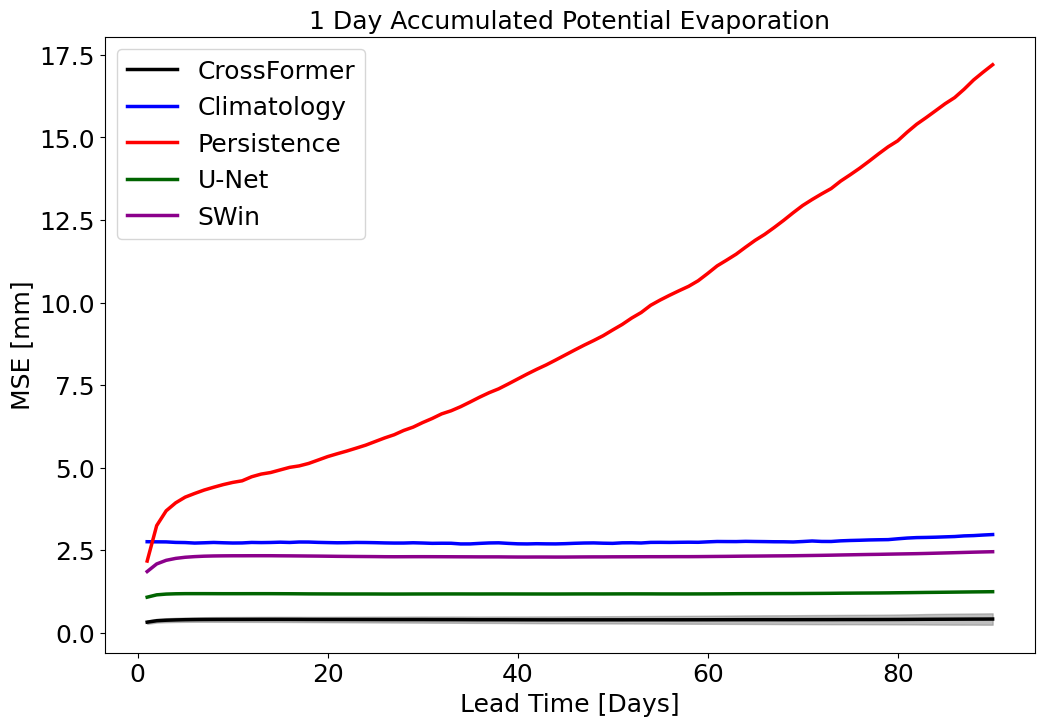 1 Day Accumulated Potential Evaporation
17.5
15.0
12.5
10.0
7.5
5.0
2.5
0.0
MSE [mm]
CrossFormer
Climatology
Persistence
U-Net
SWin
0 20 40 60 80
Lead Time [Days]